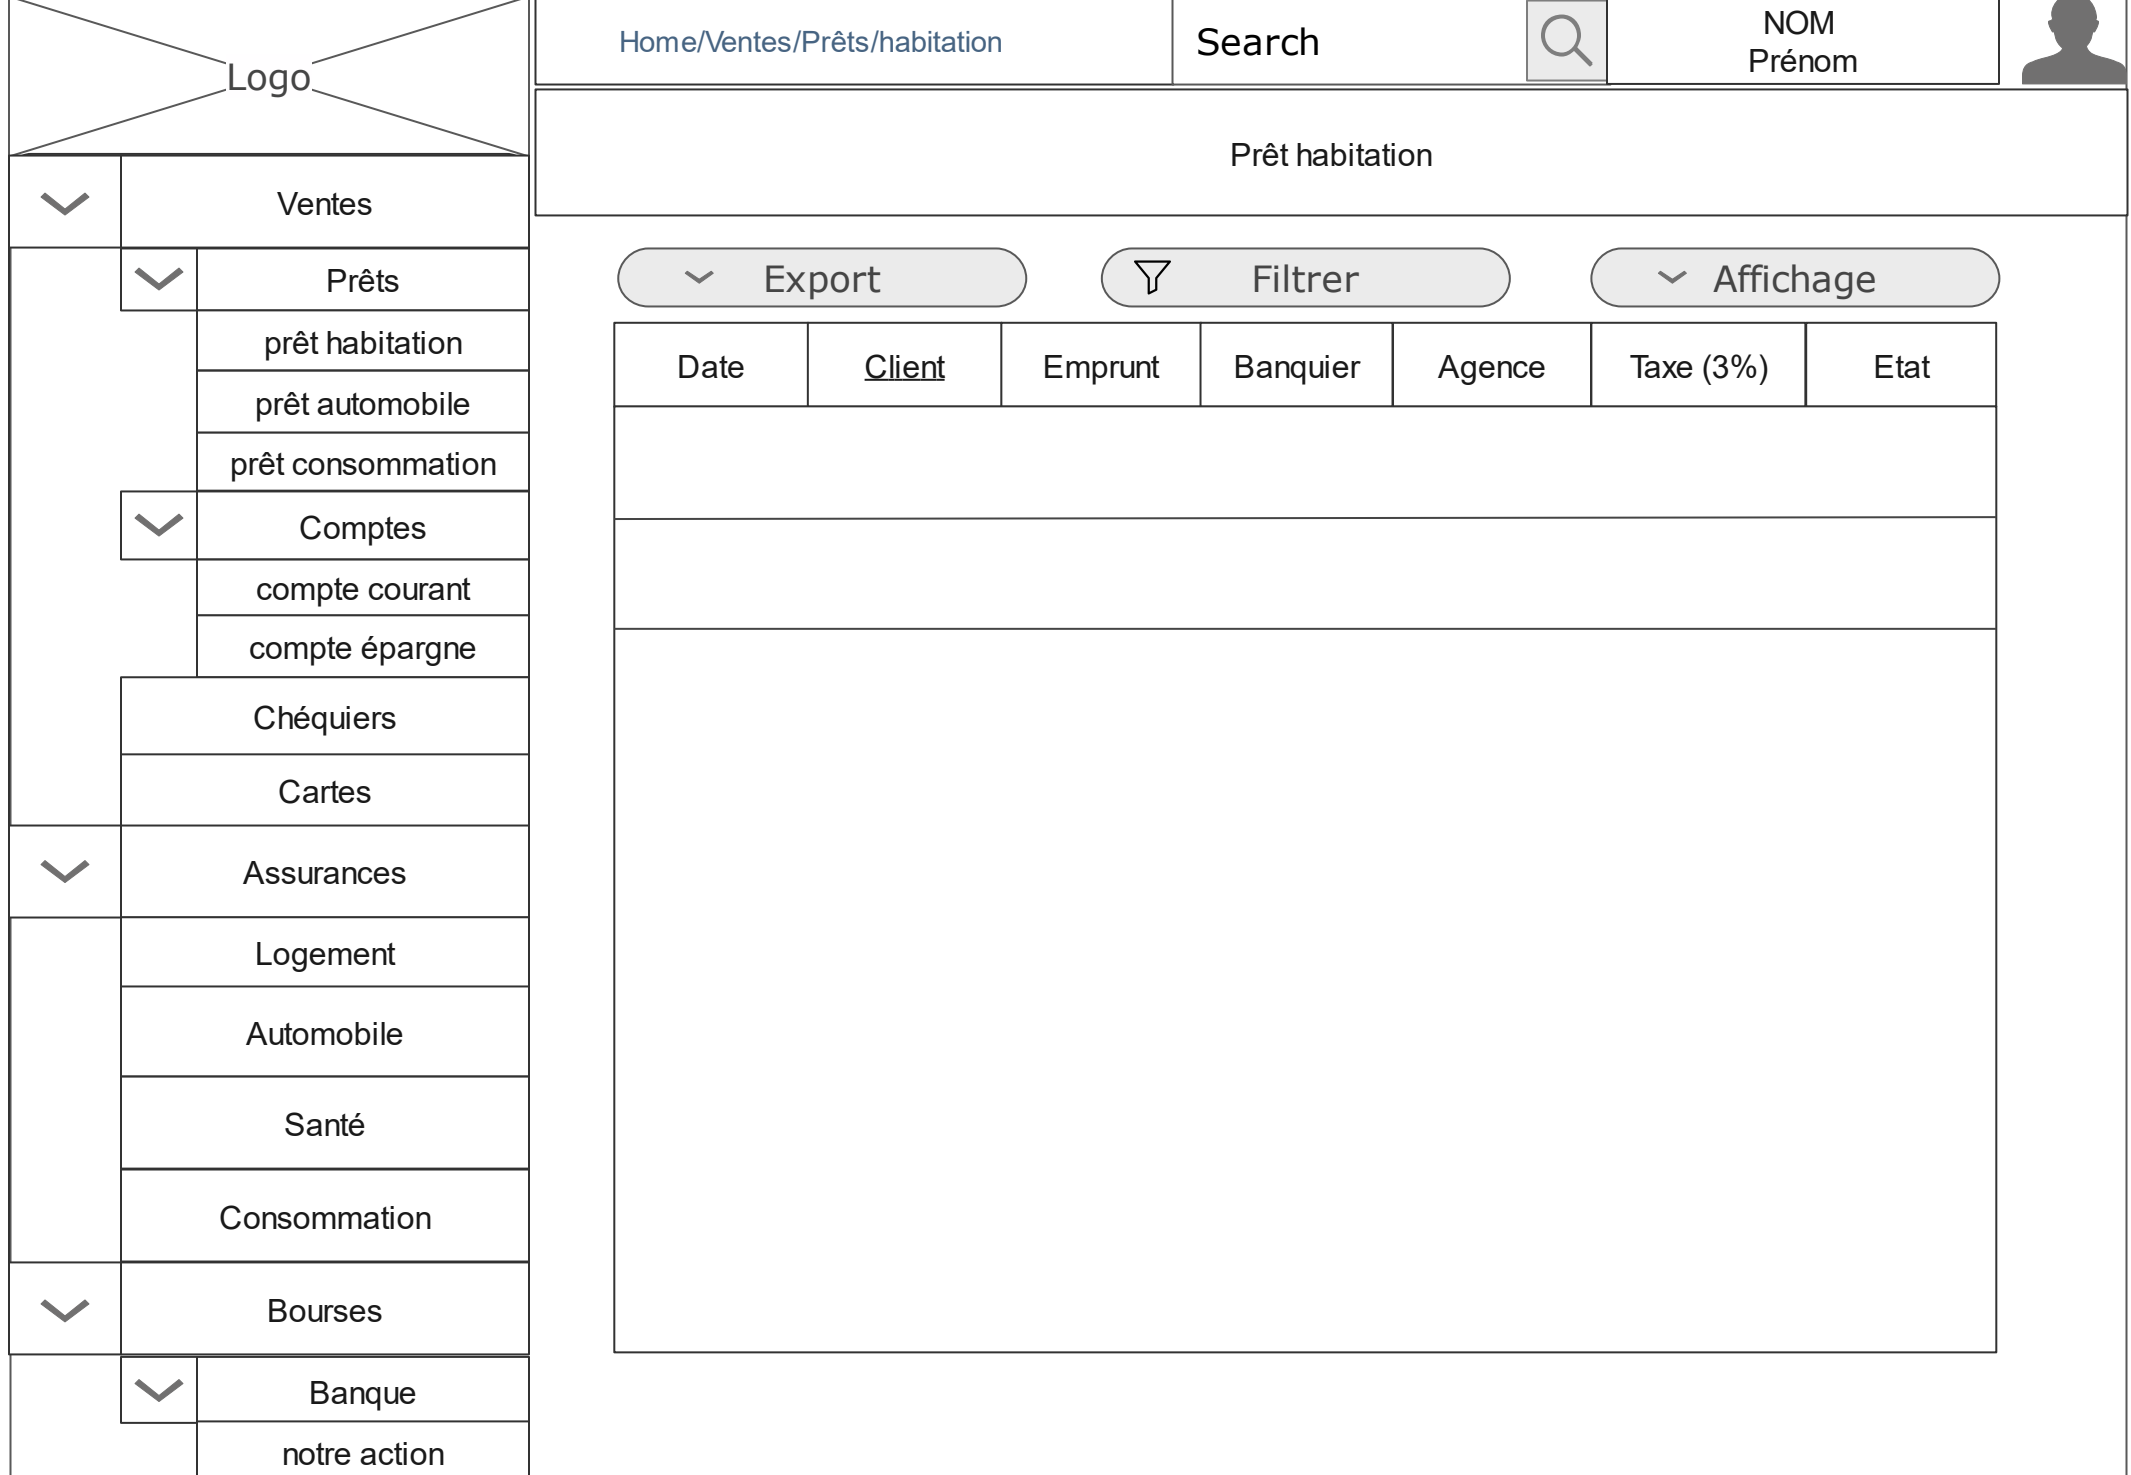 Logo
Home/Ventes/Prêts/habitation
Search
NOM
Prénom
Prêt habitation
Ventes
Prêts
prêt habitation
prêt automobile
prêt consommation
Comptes
compte courant
compte épargne
Chéquiers
Cartes
Assurances
Logement
Automobile
Santé
Consommation
Bourses
Banque
notre action
Export
Filtrer
Affichage
Date Client Emprunt Banquier Agence Taxe (3%) Etat